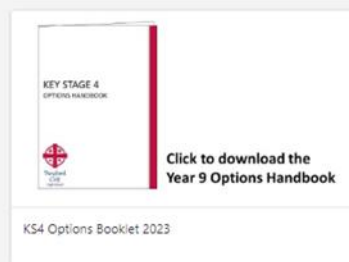 KEY STAGE 4
OPTIONS HANDBOOK
Click to download the
Year 9 Options Handbook
KS4 Options Booklet 2023